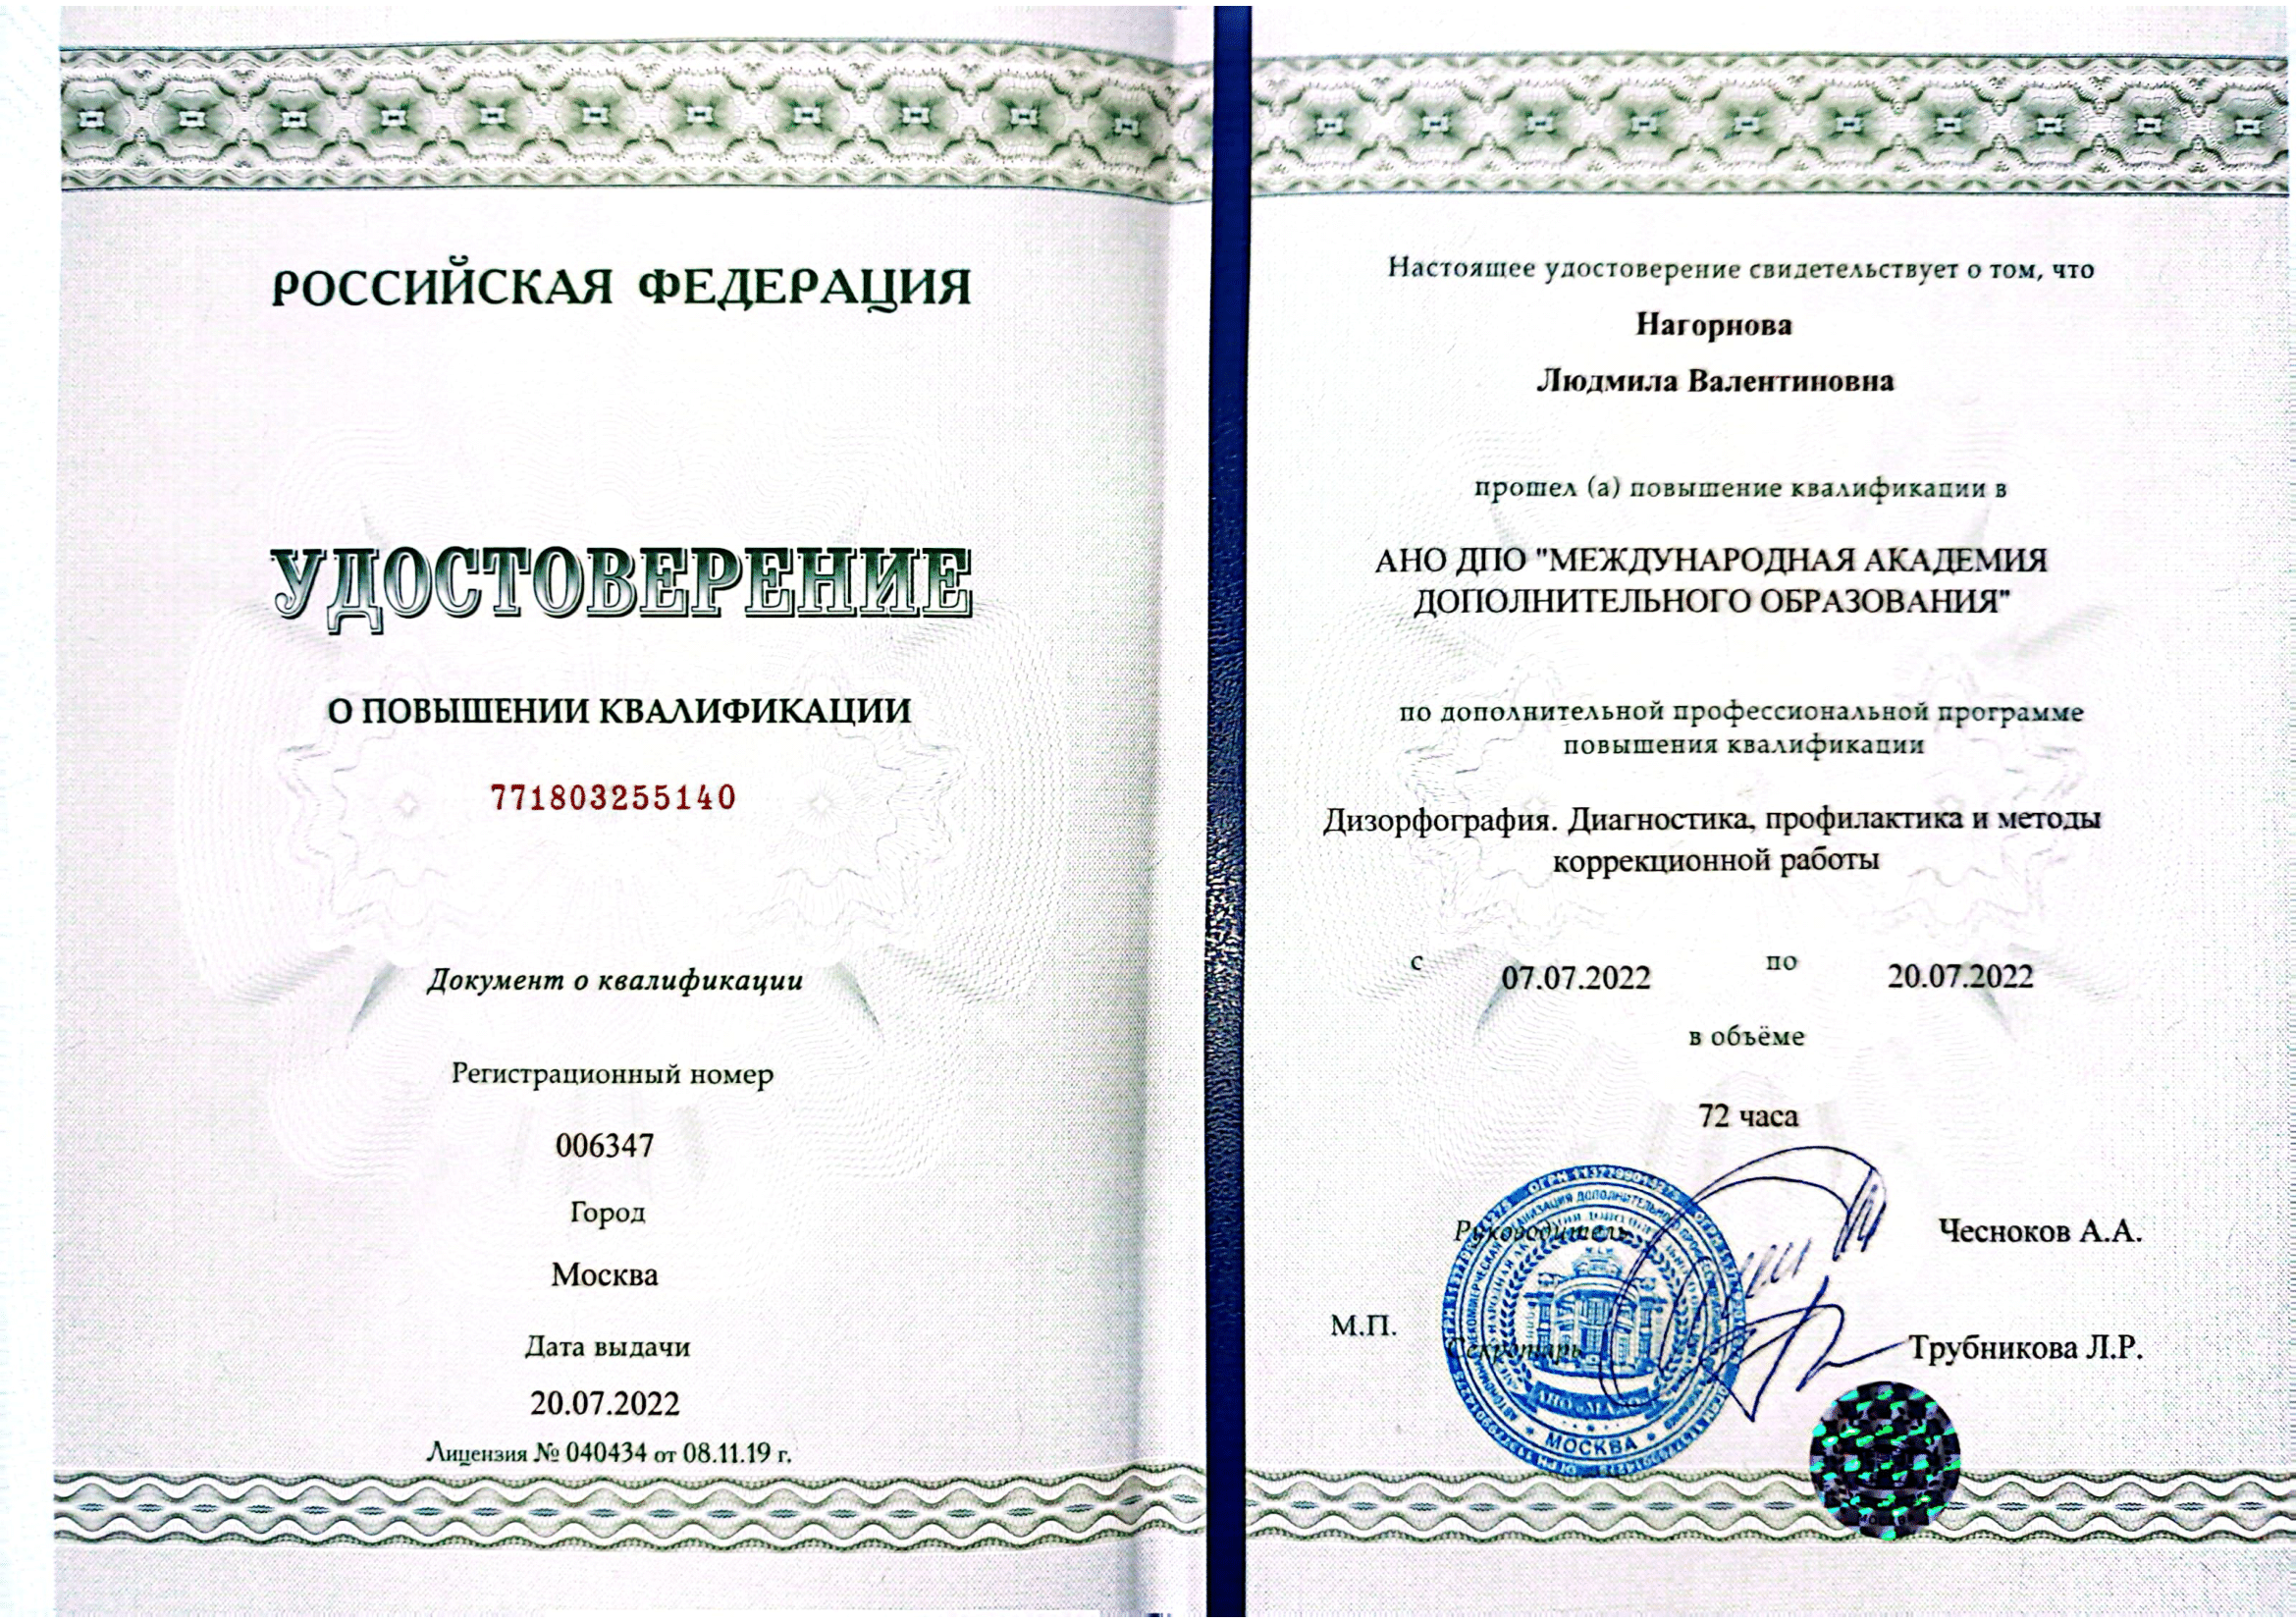 РОССИЙСКАЯ ФЕДЕРАЦИЯ
УДОСТОВЕРЕНИЕ
О ПОВЫШЕНИИ КВАЛИФИКАЦИИ
771803255140
Документ о квалификации
Регистрационный номер
006347
Город
Москва
Дата выдачи
20.07.2022
Лицензия № 040434 от 08.11.19 г.
Настоящее удостоверение свидетельствует о том, что
Нагорнова
Людмила Валентиновна
прошел (а) повышение квалификации в
АНО ДПО "МЕЖДУНАРОДНАЯ АКАДЕМИЯ
ДОПОЛНИТЕЛЬНОГО ОБРАЗОВАНИЯ"
по дополнительной профессиональной программе
повышения квалификации
Дизорфография. Диагностика, профилактика и методы
коррекционной работы
с 07.07.2022 по 20.07.2022
в объёме
72 часа
Руководитель Чесноков А.А.
М.П.
Секретарь Трубникова Л.Р.
МОСКВА